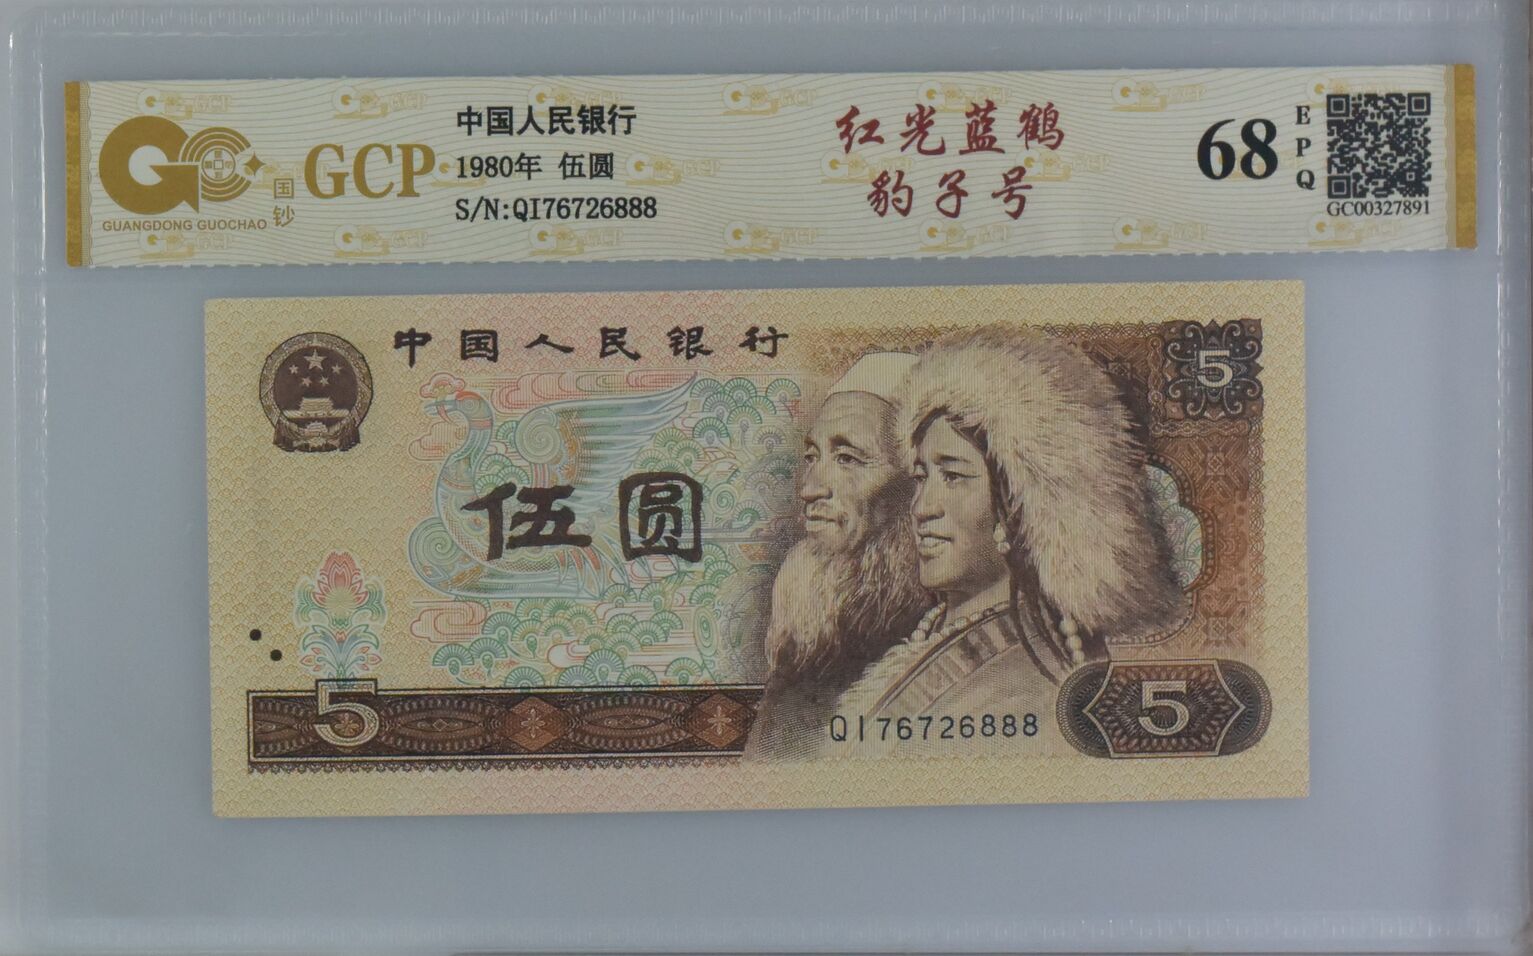 GUANGDONG GUOCHAO
国钞
GCP
中国人民银行
1980年 伍圆
S/N:QI76726888
红光蓝鹤
豹子号
68
EPQ
GC00327891
中国人民银行
5
伍圆
5
QI76726888
5